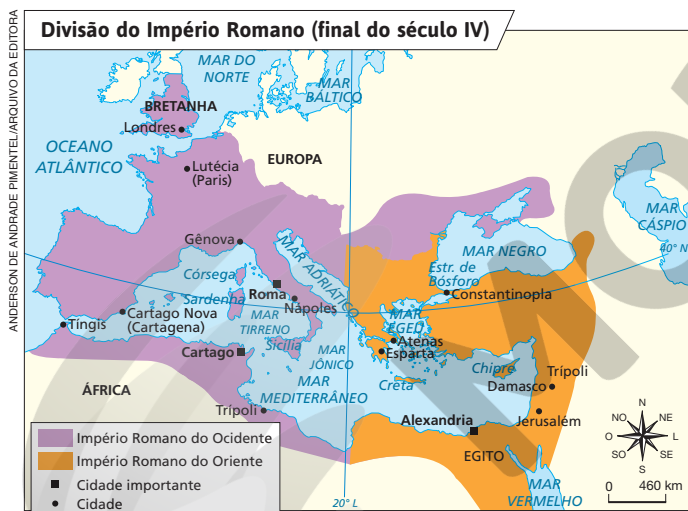 Divisão do Império Romano (final do século IV)
ANDERSON DE ANDRADE PIMENTEL/ARQUIVO DA EDITORA
MAR DO
NORTE
MAR
BÁLTICO
BRETANHA
Londres
OCEANO
ATLÂNTICO
EUROPA
Lutécia
(Paris)
MAR
CÁSPIO
Gênova
MAR ADRIÁTICO
MAR NEGRO
40° N
Córsega
Estr. de
Bósforo
Roma
Constantinopla
Sardenha
Nápoles
Cartago Nova
(Cartagena)
MAR
TIRRENO
MAR
EGEU
Tíngis
Atenas
Esparta
Cartago
Sicília
MAR
JÔNICO
Chipre
Trípoli
Creta
Damasco
ÁFRICA
MAR
MEDITERRÂNEO
Trípoli
Alexandria
Jerusalém
EGITO
MAR
VERMELHO
N
NO NE
O L
SO SE
S
0 460 km
20° L
Império Romano do Ocidente
Império Romano do Oriente
Cidade importante
Cidade